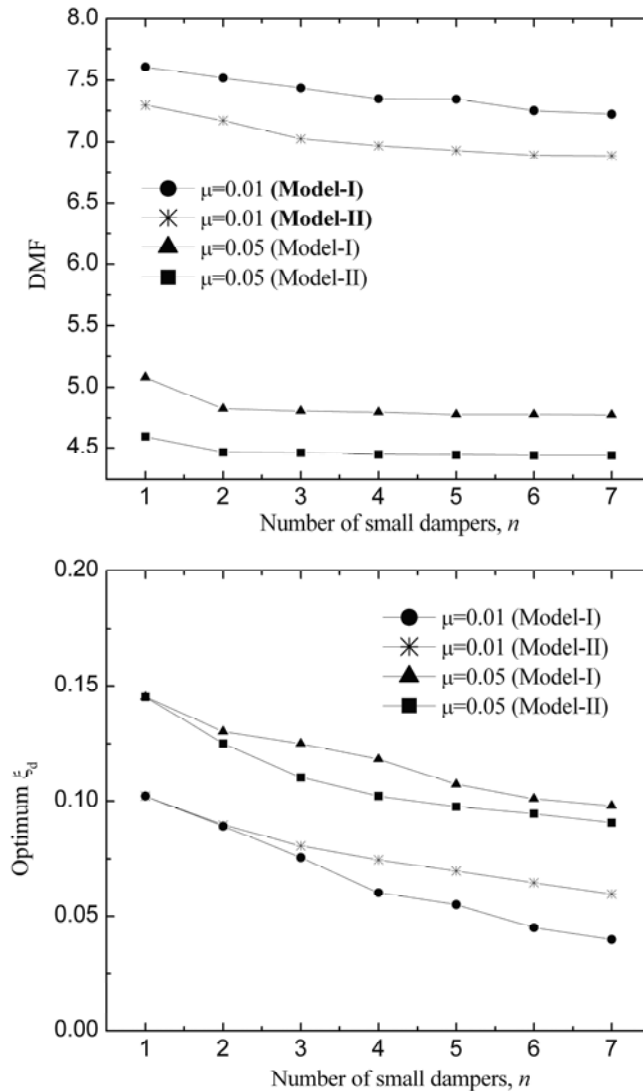 8.0
7.5
7.0
6.5
6.0
5.5
5.0
4.5
DMF
μ=0.01 (Model-I)
μ=0.01 (Model-II)
μ=0.05 (Model-I)
μ=0.05 (Model-II)
1 2 3 4 5 6 7
Number of small dampers, n
0.20
0.15
0.10
0.05
0.00
Optimum ξd
μ=0.01 (Model-I)
μ=0.01 (Model-II)
μ=0.05 (Model-I)
μ=0.05 (Model-II)
1 2 3 4 5 6 7
Number of small dampers, n